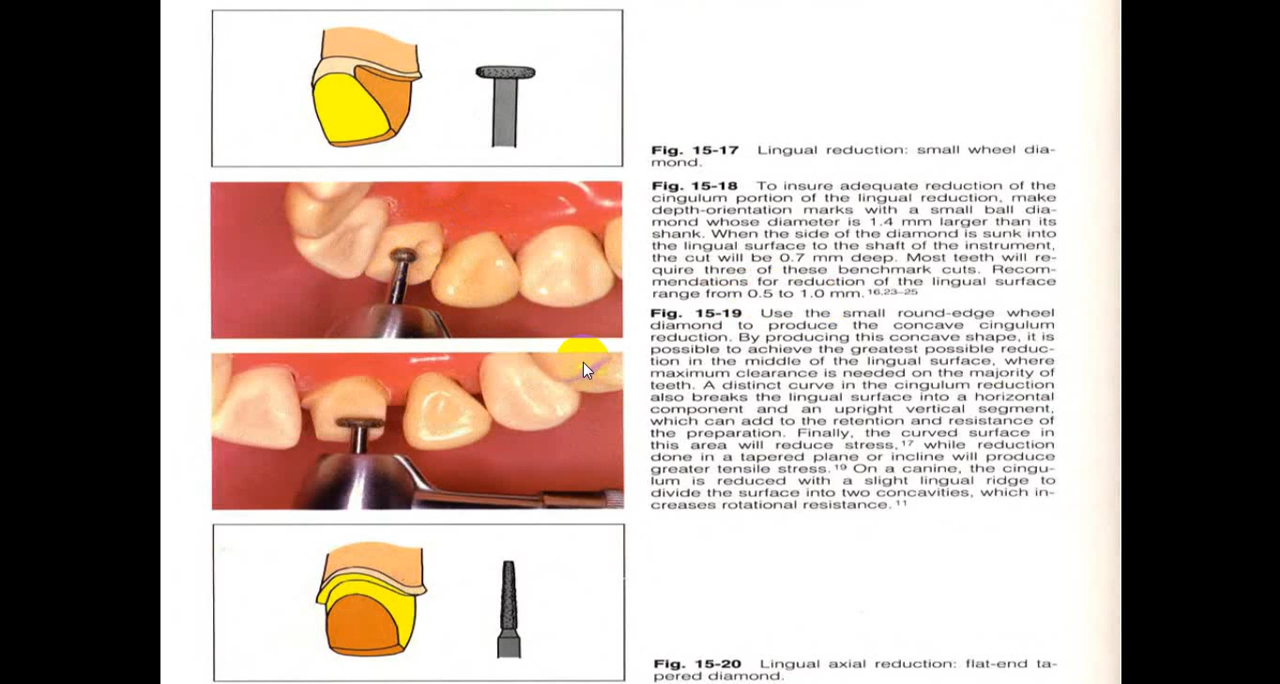 Fig. 15-17 Lingual reduction: small wheel dia-
mond.
Fig. 15-18 To insure adequate reduction of the
cingulum portion of the lingual reduction, make
depth-orientation marks with a small ball dia-
mond whose diameter is 1.4 mm larger than its
shank. When the side of the diamond is sunk into
the lingual surface to the shaft of the instrument,
the cut will be 0.7 mm deep. Most teeth will re-
quire three of these benchmark cuts. Recom-
mendations for reduction of the lingual surface
range from 0.5 to 1.0 mm.16,23–25
Fig. 15-19 Use the small round-edge wheel
diamond to produce the concave cingulum
reduction. By producing this concave shape, it is
possible to achieve the greatest possible reduc-
tion in the middle of the lingual surface, where
maximum clearance is needed on the majority of
teeth. A distinct curve in the cingulum reduction
also breaks the lingual surface into a horizontal
component and an upright vertical segment,
which can add to the retention and resistance of
the preparation. Finally, the curved surface in
this area will reduce stress,17 while reduction
done in a tapered plane or incline will produce
greater tensile stress.19 On a canine, the cingu-
lum is reduced with a slight lingual ridge to
divide the surface into two concavities, which in-
creases rotational resistance.11
Fig. 15-20 Lingual axial reduction: flat-end ta-
pered diamond.